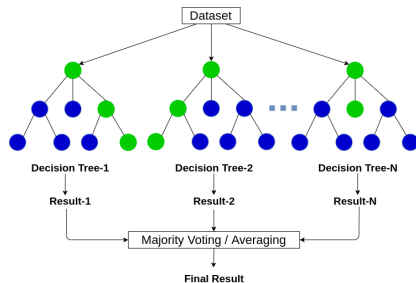 Dataset
Decision Tree-1
Decision Tree-2
Decision Tree-N
Result-1
Result-2
Result-N
Majority Voting / Averaging
Final Result